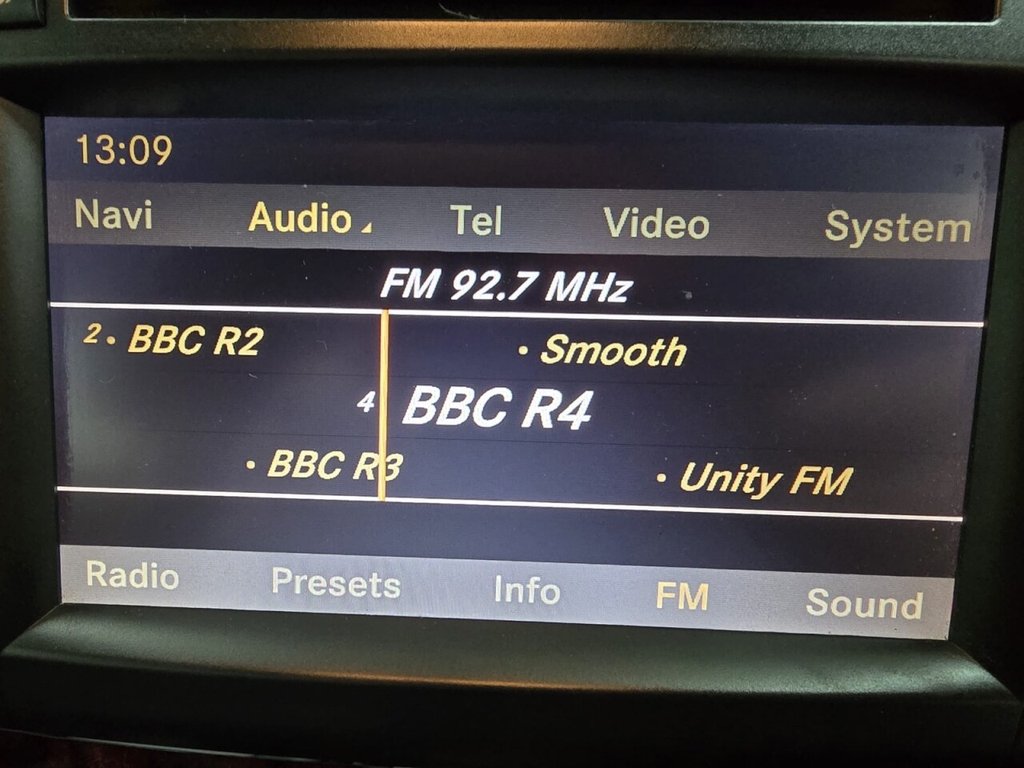 13:09
Navi Audio Tel Video System
FM 92.7 MHz
2 · BBC R2 · Smooth
4 BBC R4
· BBC R3 · Unity FM
Radio Presets Info FM Sound